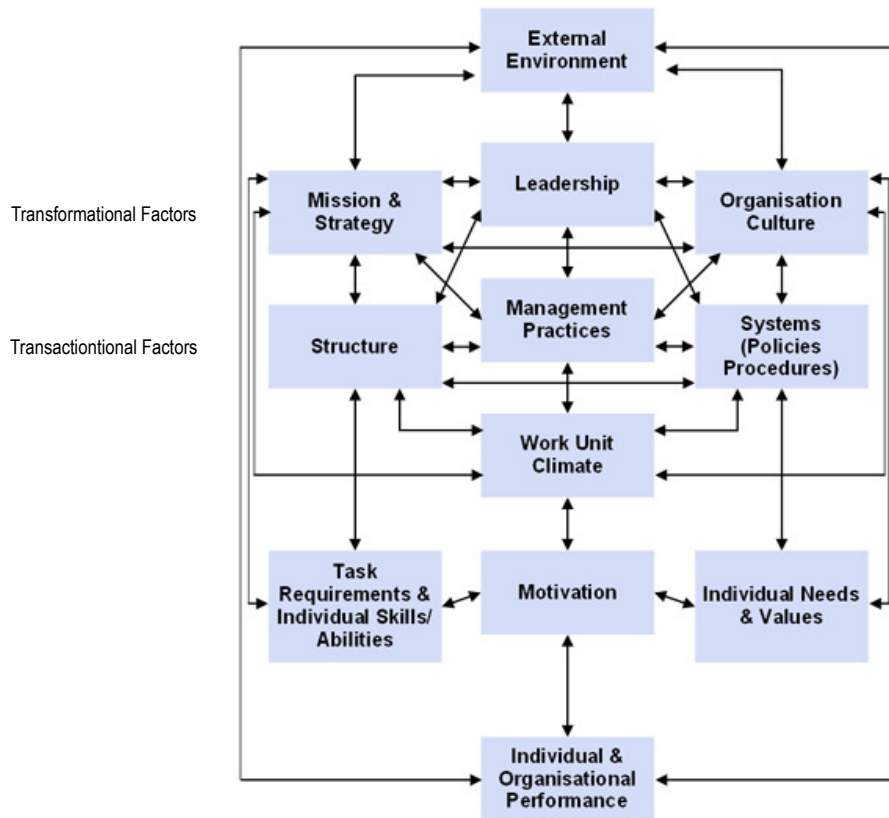 External
Environment
Leadership
Mission &
Strategy
Organisation
Culture
Transformational Factors
Management
Practices
Structure
Systems
(Policies
Procedures)
Transactiontional Factors
Work Unit
Climate
Task
Requirements &
Individual Skills/
Abilities
Motivation
Individual Needs
& Values
Individual &
Organisational
Performance